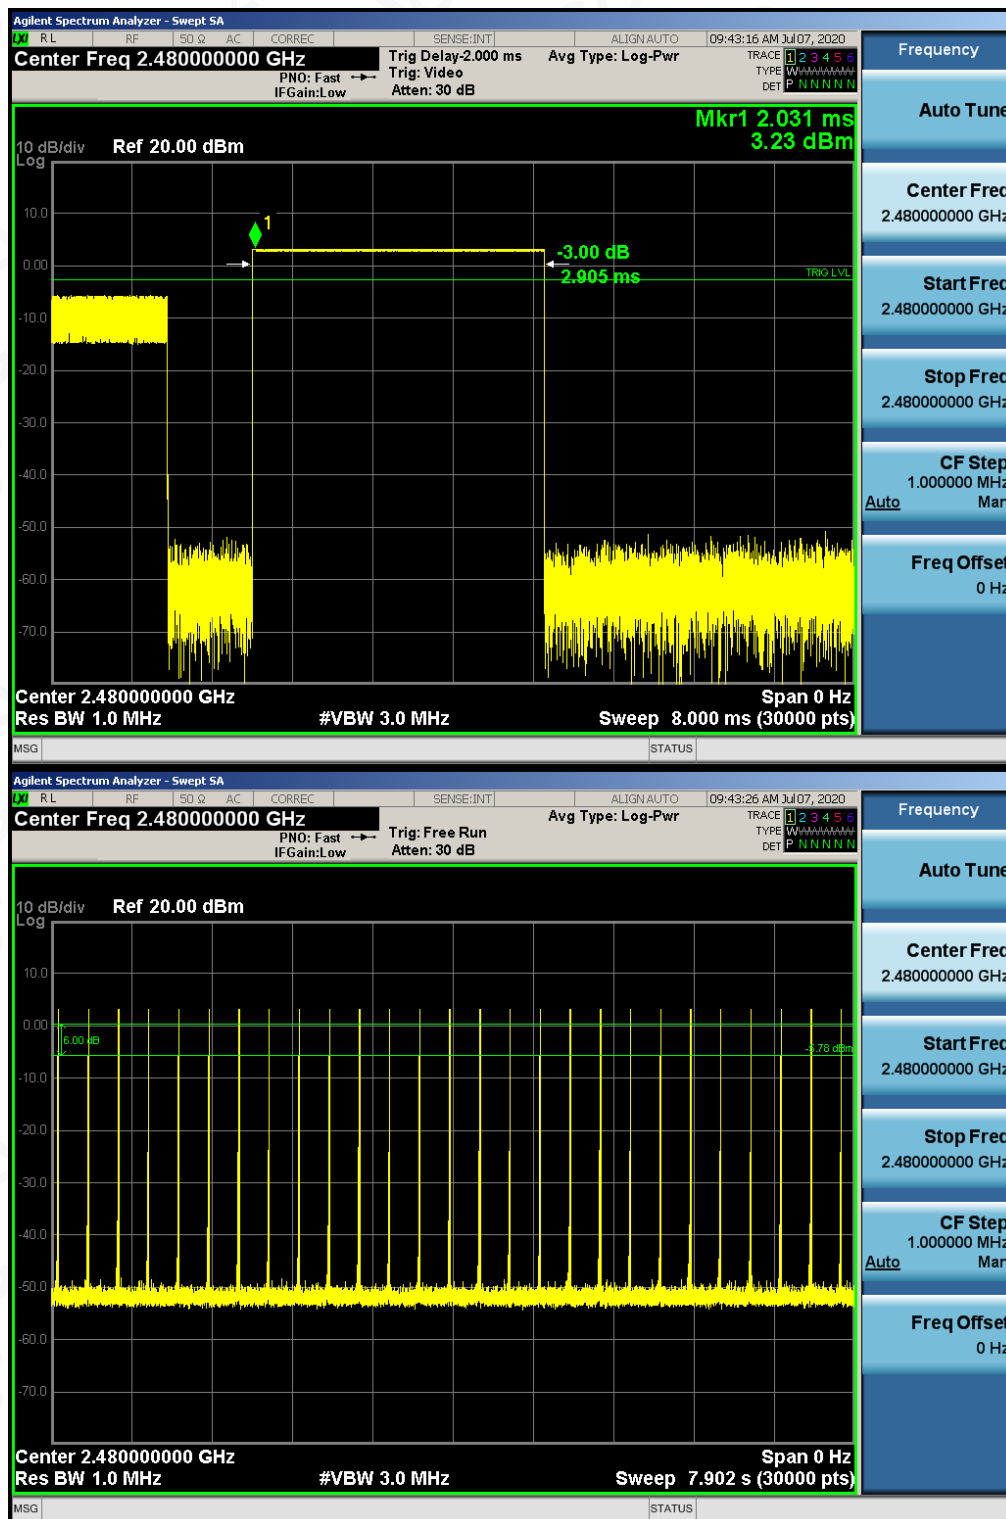 Agilent Spectrum Analyzer - Swept SA
LXI RL RF 50 Ω AC CORREC SENSE:INT ALIGN AUTO 09:43:16 AM Jul 07, 2020
Center Freq 2.480000000 GHz Trig Delay-2.000 ms Avg Type: Log-Pwr TRACE 1 2 3 4 5 6
PNO: Fast Trig: Video TYPE
IFGain:Low Atten: 30 dB DET P N N N N N
Mkr1 2.031 ms
3.23 dBm
10 dB/div Ref 20.00 dBm
Log
10.0
1
-3.00 dB
0.00
2.905 ms
TRIG LVL
-10.0
-20.0
-30.0
-40.0
-50.0
-60.0
-70.0
Center 2.480000000 GHz Span 0 Hz
Res BW 1.0 MHz #VBW 3.0 MHz Sweep 8.000 ms (30000 pts)
MSG STATUS
Frequency
Auto Tune
Center Freq
2.480000000 GHz
Start Freq
2.480000000 GHz
Stop Freq
2.480000000 GHz
CF Step
1.000000 MHz
Auto Man
Freq Offset
0 Hz
Agilent Spectrum Analyzer - Swept SA
LXI RL RF 50 Ω AC CORREC SENSE:INT ALIGN AUTO 09:43:26 AM Jul 07, 2020
Center Freq 2.480000000 GHz Avg Type: Log-Pwr TRACE 1 2 3 4 5 6
PNO: Fast Trig: Free Run TYPE
IFGain:Low Atten: 30 dB DET P N N N N N
10 dB/div Ref 20.00 dBm
Log
10.0
0.00
6.00 dB
-5.78 dBm
-10.0
-20.0
-30.0
-40.0
-50.0
-60.0
-70.0
Center 2.480000000 GHz Span 0 Hz
Res BW 1.0 MHz #VBW 3.0 MHz Sweep 7.902 s (30000 pts)
MSG STATUS
Frequency
Auto Tune
Center Freq
2.480000000 GHz
Start Freq
2.480000000 GHz
Stop Freq
2.480000000 GHz
CF Step
1.000000 MHz
Auto Man
Freq Offset
0 Hz